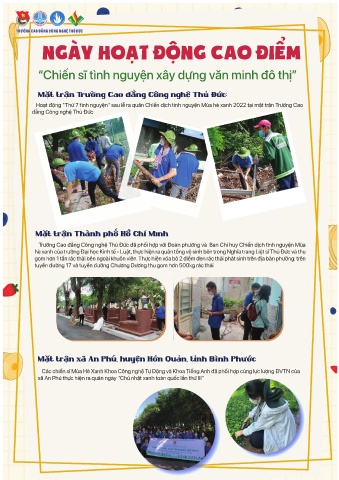 TRƯỜNG CAO ĐẲNG CÔNG NGHỆ THỦ ĐỨC
NGÀY HOẠT ĐỘNG CAO ĐIỂM
“Chiến sĩ tình nguyện xây dựng văn minh đô thị”
Mặt trận Trường Cao đẳng Công nghệ Thủ Đức:
Hoạt động "Thứ 7 tình nguyện" sau lễ ra quân Chiến dịch tình nguyện Mùa hè xanh 2022 tại mặt trận Trường Cao
đẳng Công nghệ Thủ Đức
Mặt trận Thành phố Hồ Chí Minh
Trường Cao đẳng Công nghệ Thủ Đức đã phối hợp với Đoàn phường và Ban Chỉ huy Chiến dịch tình nguyện Mùa
hè xanh của trường Đại học Kinh tế - Luật, thực hiện ra quân tổng vệ sinh bên trong Nghĩa trang Liệt sĩ Thủ Đức và thu
gom hơn 1 tấn rác thải bên ngoài khuôn viên. Thực hiện xóa bỏ 2 điểm đen rác thải phát sinh trên địa bàn phường, trên
tuyến đường 17 và tuyến đường Chương Dương thu gom hơn 500kg rác thải
Mặt trận xã An Phú, huyện Hớn Quản, tỉnh Bình Phước
Các chiến sĩ Mùa Hè Xanh Khoa Công nghệ Tự Động và Khoa Tiếng Anh đã phối hợp cùng lực lượng ĐVTN của
xã An Phú thực hiện ra quân ngày "Chủ nhật xanh toàn quốc lần thứ III"